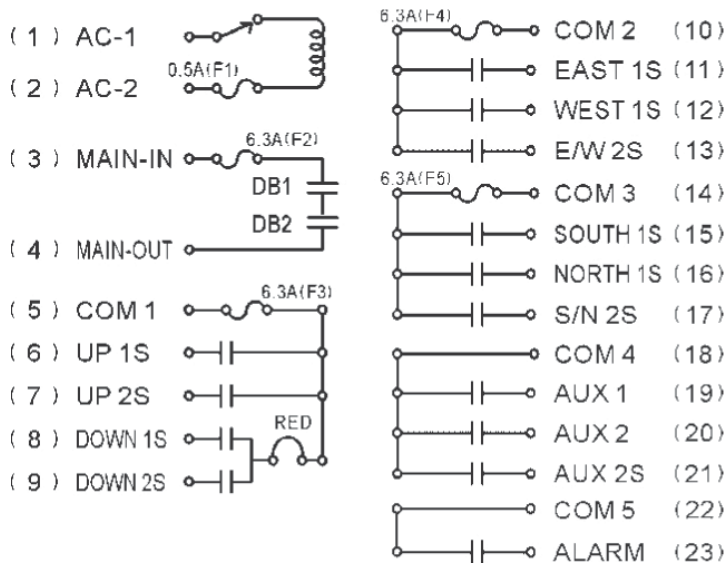 ( 1 ) AC-1
0.5A(F1)
( 2 ) AC-2
6.3A(F2)
( 3 ) MAIN-IN
DB1
DB2
( 4 ) MAIN-OUT
6.3A(F3)
( 5 ) COM 1
( 6 ) UP 1S
( 7 ) UP 2S
RED
( 8 ) DOWN 1S
( 9 ) DOWN 2S
6.3A(F4)
COM 2 (10)
EAST 1S (11)
WEST 1S (12)
E/W 2S (13)
6.3A(F5)
COM 3 (14)
SOUTH 1S (15)
NORTH 1S (16)
S/N 2S (17)
COM 4 (18)
AUX 1 (19)
AUX 2 (20)
AUX 2S (21)
COM 5 (22)
ALARM (23)